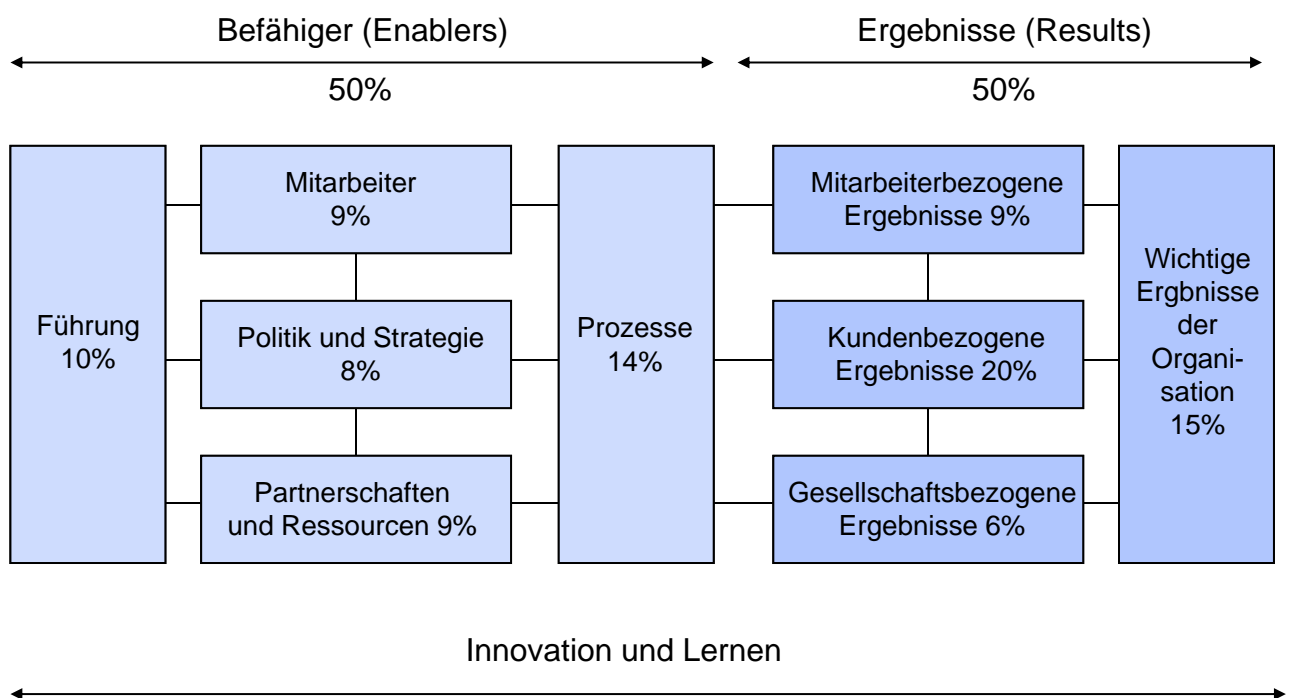 Befähiger (Enablers)
50%
Ergebnisse (Results)
50%
Führung
10%
Mitarbeiter
9%
Politik und Strategie
8%
Partnerschaften
und Ressourcen 9%
Prozesse
14%
Mitarbeiterbezogene
Ergebnisse 9%
Kundenbezogene
Ergebnisse 20%
Gesellschaftsbezogene
Ergebnisse 6%
Wichtige
Ergbnisse
der
Organi-
sation
15%
Innovation und Lernen